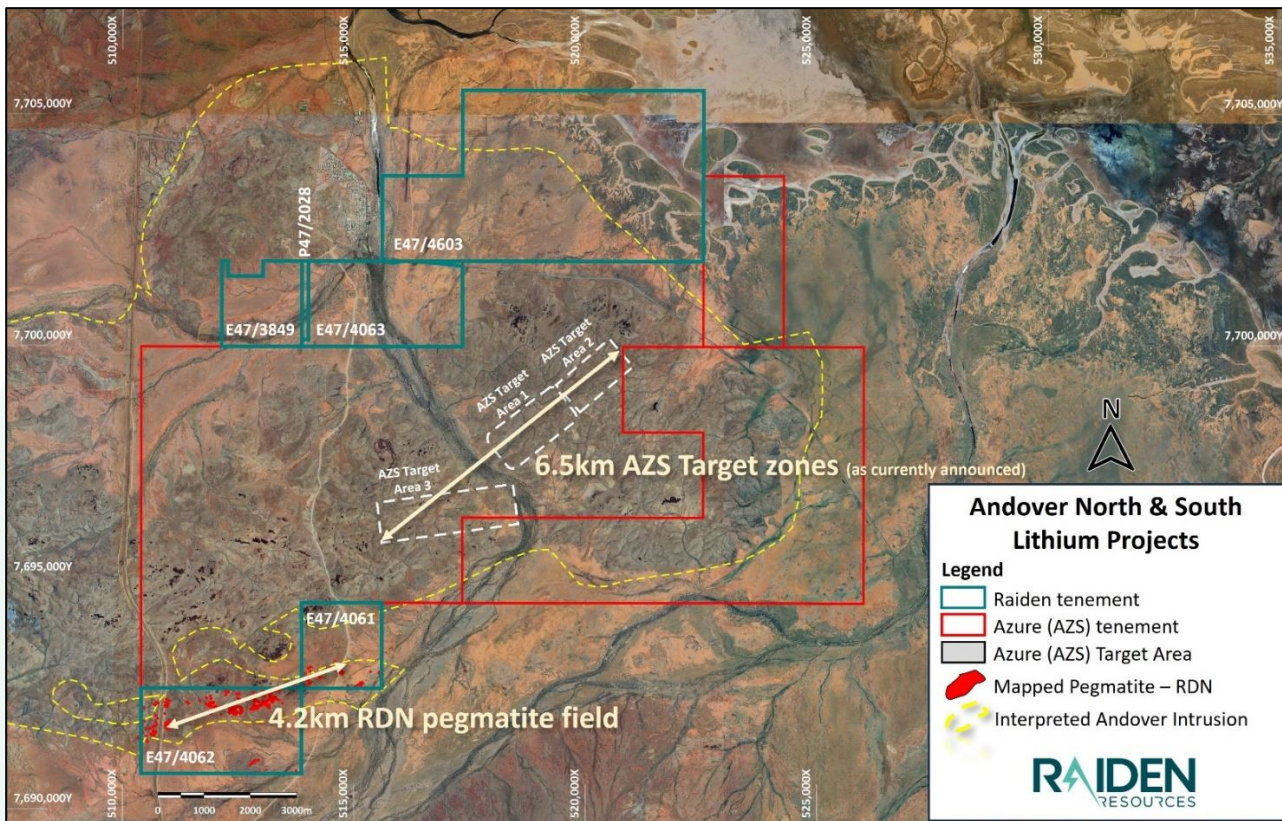 510,000X
515,000X
520,000X
525,000X
530,000X
7,705,000Y
7,705,000Y
P47/2028
E47/4603
E47/3849
E47/4063
7,700,000Y
7,700,000Y
AZS Target
Area 2
AZS Target
Area 1
AZS Target
Area 3
6.5km AZS Target zones (as currently announced)
N
7,695,000Y
E47/4061
4.2km RDN pegmatite field
E47/4062
7,690,000Y
0 1000 2000 3000m
510,000X
515,000X
520,000X
525,000X
Andover North & South
Lithium Projects
Legend
Raiden tenement
Azure (AZS) tenement
Azure (AZS) Target Area
Mapped Pegmatite – RDN
Interpreted Andover Intrusion
RAIDEN
RESOURCES